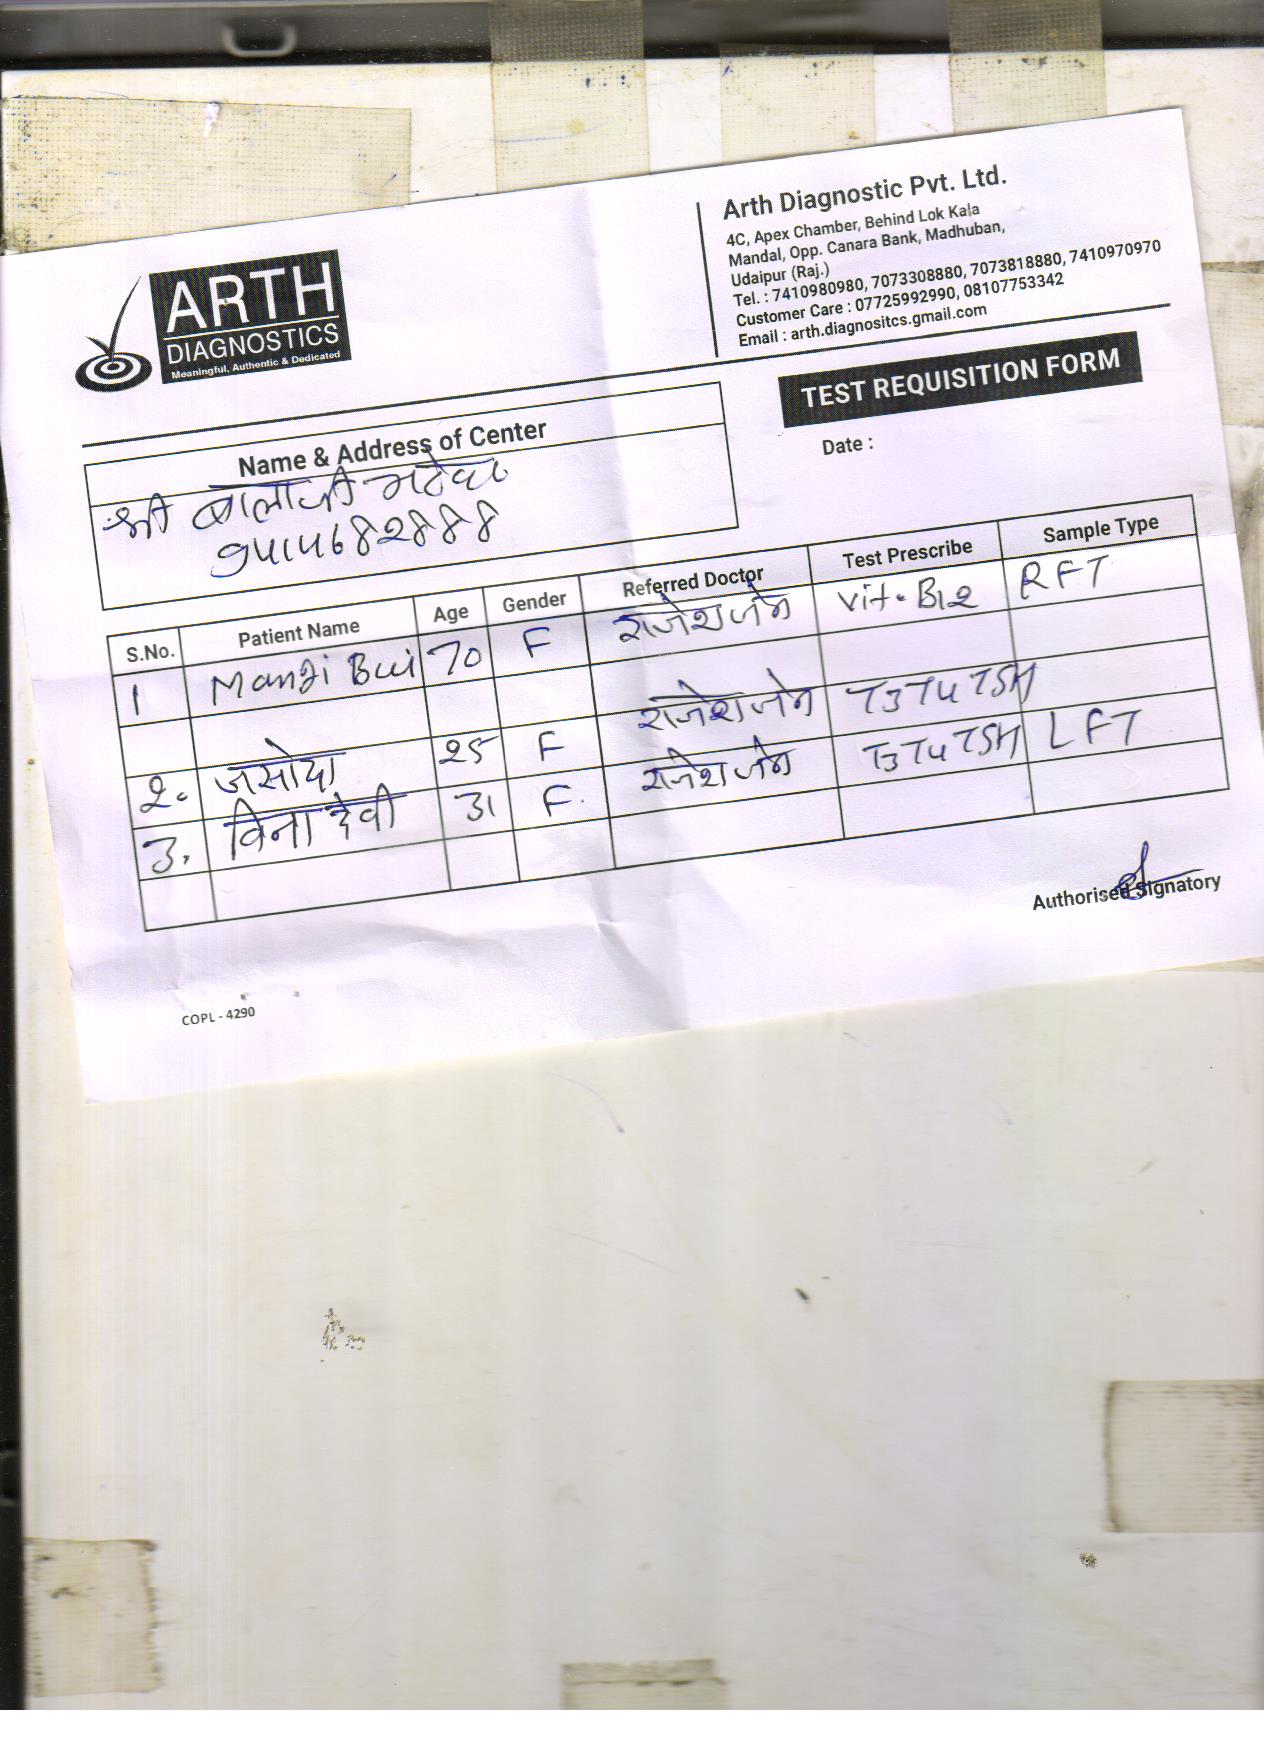 ARTH
DIAGNOSTICS
Meaningful, Authentic & Dedicated
Arth Diagnostic Pvt. Ltd.
4C, Apex Chamber, Behind Lok Kala
Mandal, Opp. Canara Bank, Madhuban,
Udaipur (Raj.)
Tel. : 7410980980, 7073308880, 7073818880, 7410970970
Customer Care : 07725992990, 08107753342
Email : arth.diagnositcs.gmail.com
TEST REQUISITION FORM
Date :
Name & Address of Center
श्री बालाजी
9414682888
S.No. Patient Name Age Gender Referred Doctor Test Prescribe Sample Type
1 Mangi Bai 70 F राजेश जैन Vit. B12 RFT
2. जसोदा 25 F राजेश जैन T3 T4 TSH
3. विना देवी 31 F. राजेश जैन T3 T4 TSH LFT
Authorised Signatory
COPL - 4290